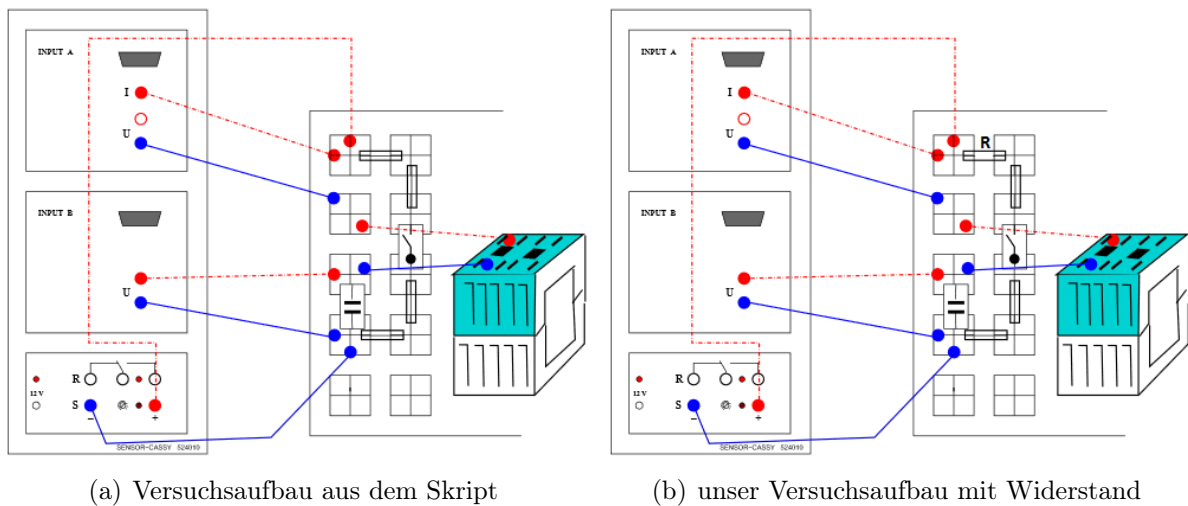 INPUT A
I
U
INPUT B
U
R
12 V
S
−
+
SENSOR-CASSY 524010
(a) Versuchsaufbau aus dem Skript
INPUT A
I
U
R
INPUT B
U
R
12 V
S
−
+
SENSOR-CASSY 524010
(b) unser Versuchsaufbau mit Widerstand